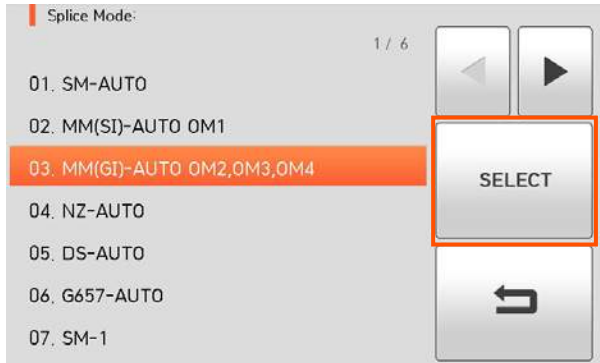 Splice Mode:
1 / 6
01. SM-AUTO
02. MM(SI)-AUTO OM1
03. MM(GI)-AUTO OM2,OM3,OM4
SELECT
04. NZ-AUTO
05. DS-AUTO
06. G657-AUTO
07. SM-1